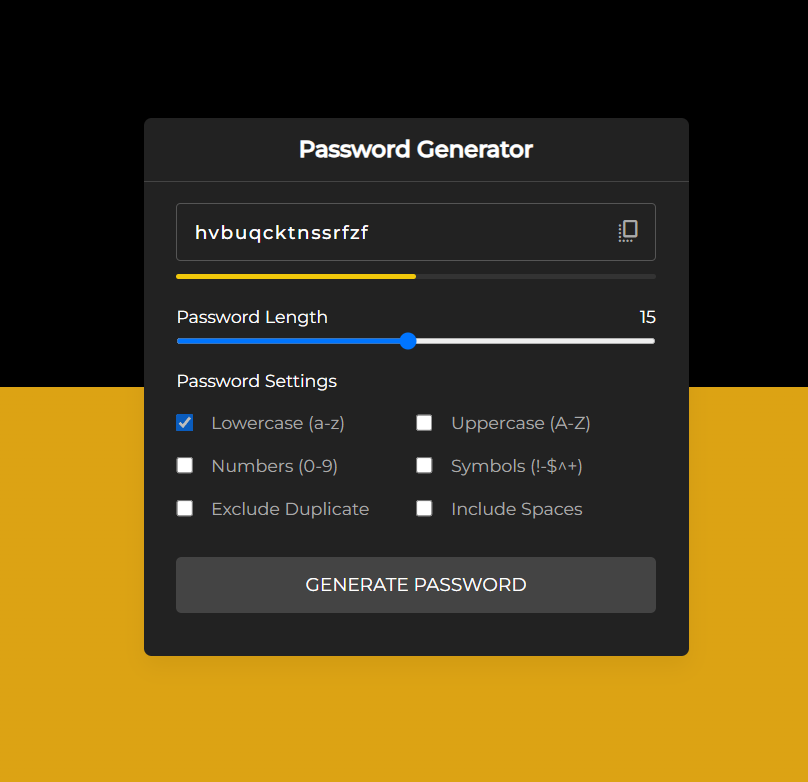 Password Generator
hvbuqcktnssrfzf
Password Length 15
Password Settings
Lowercase (a-z) Uppercase (A-Z)
Numbers (0-9) Symbols (!-$^+)
Exclude Duplicate Include Spaces
GENERATE PASSWORD